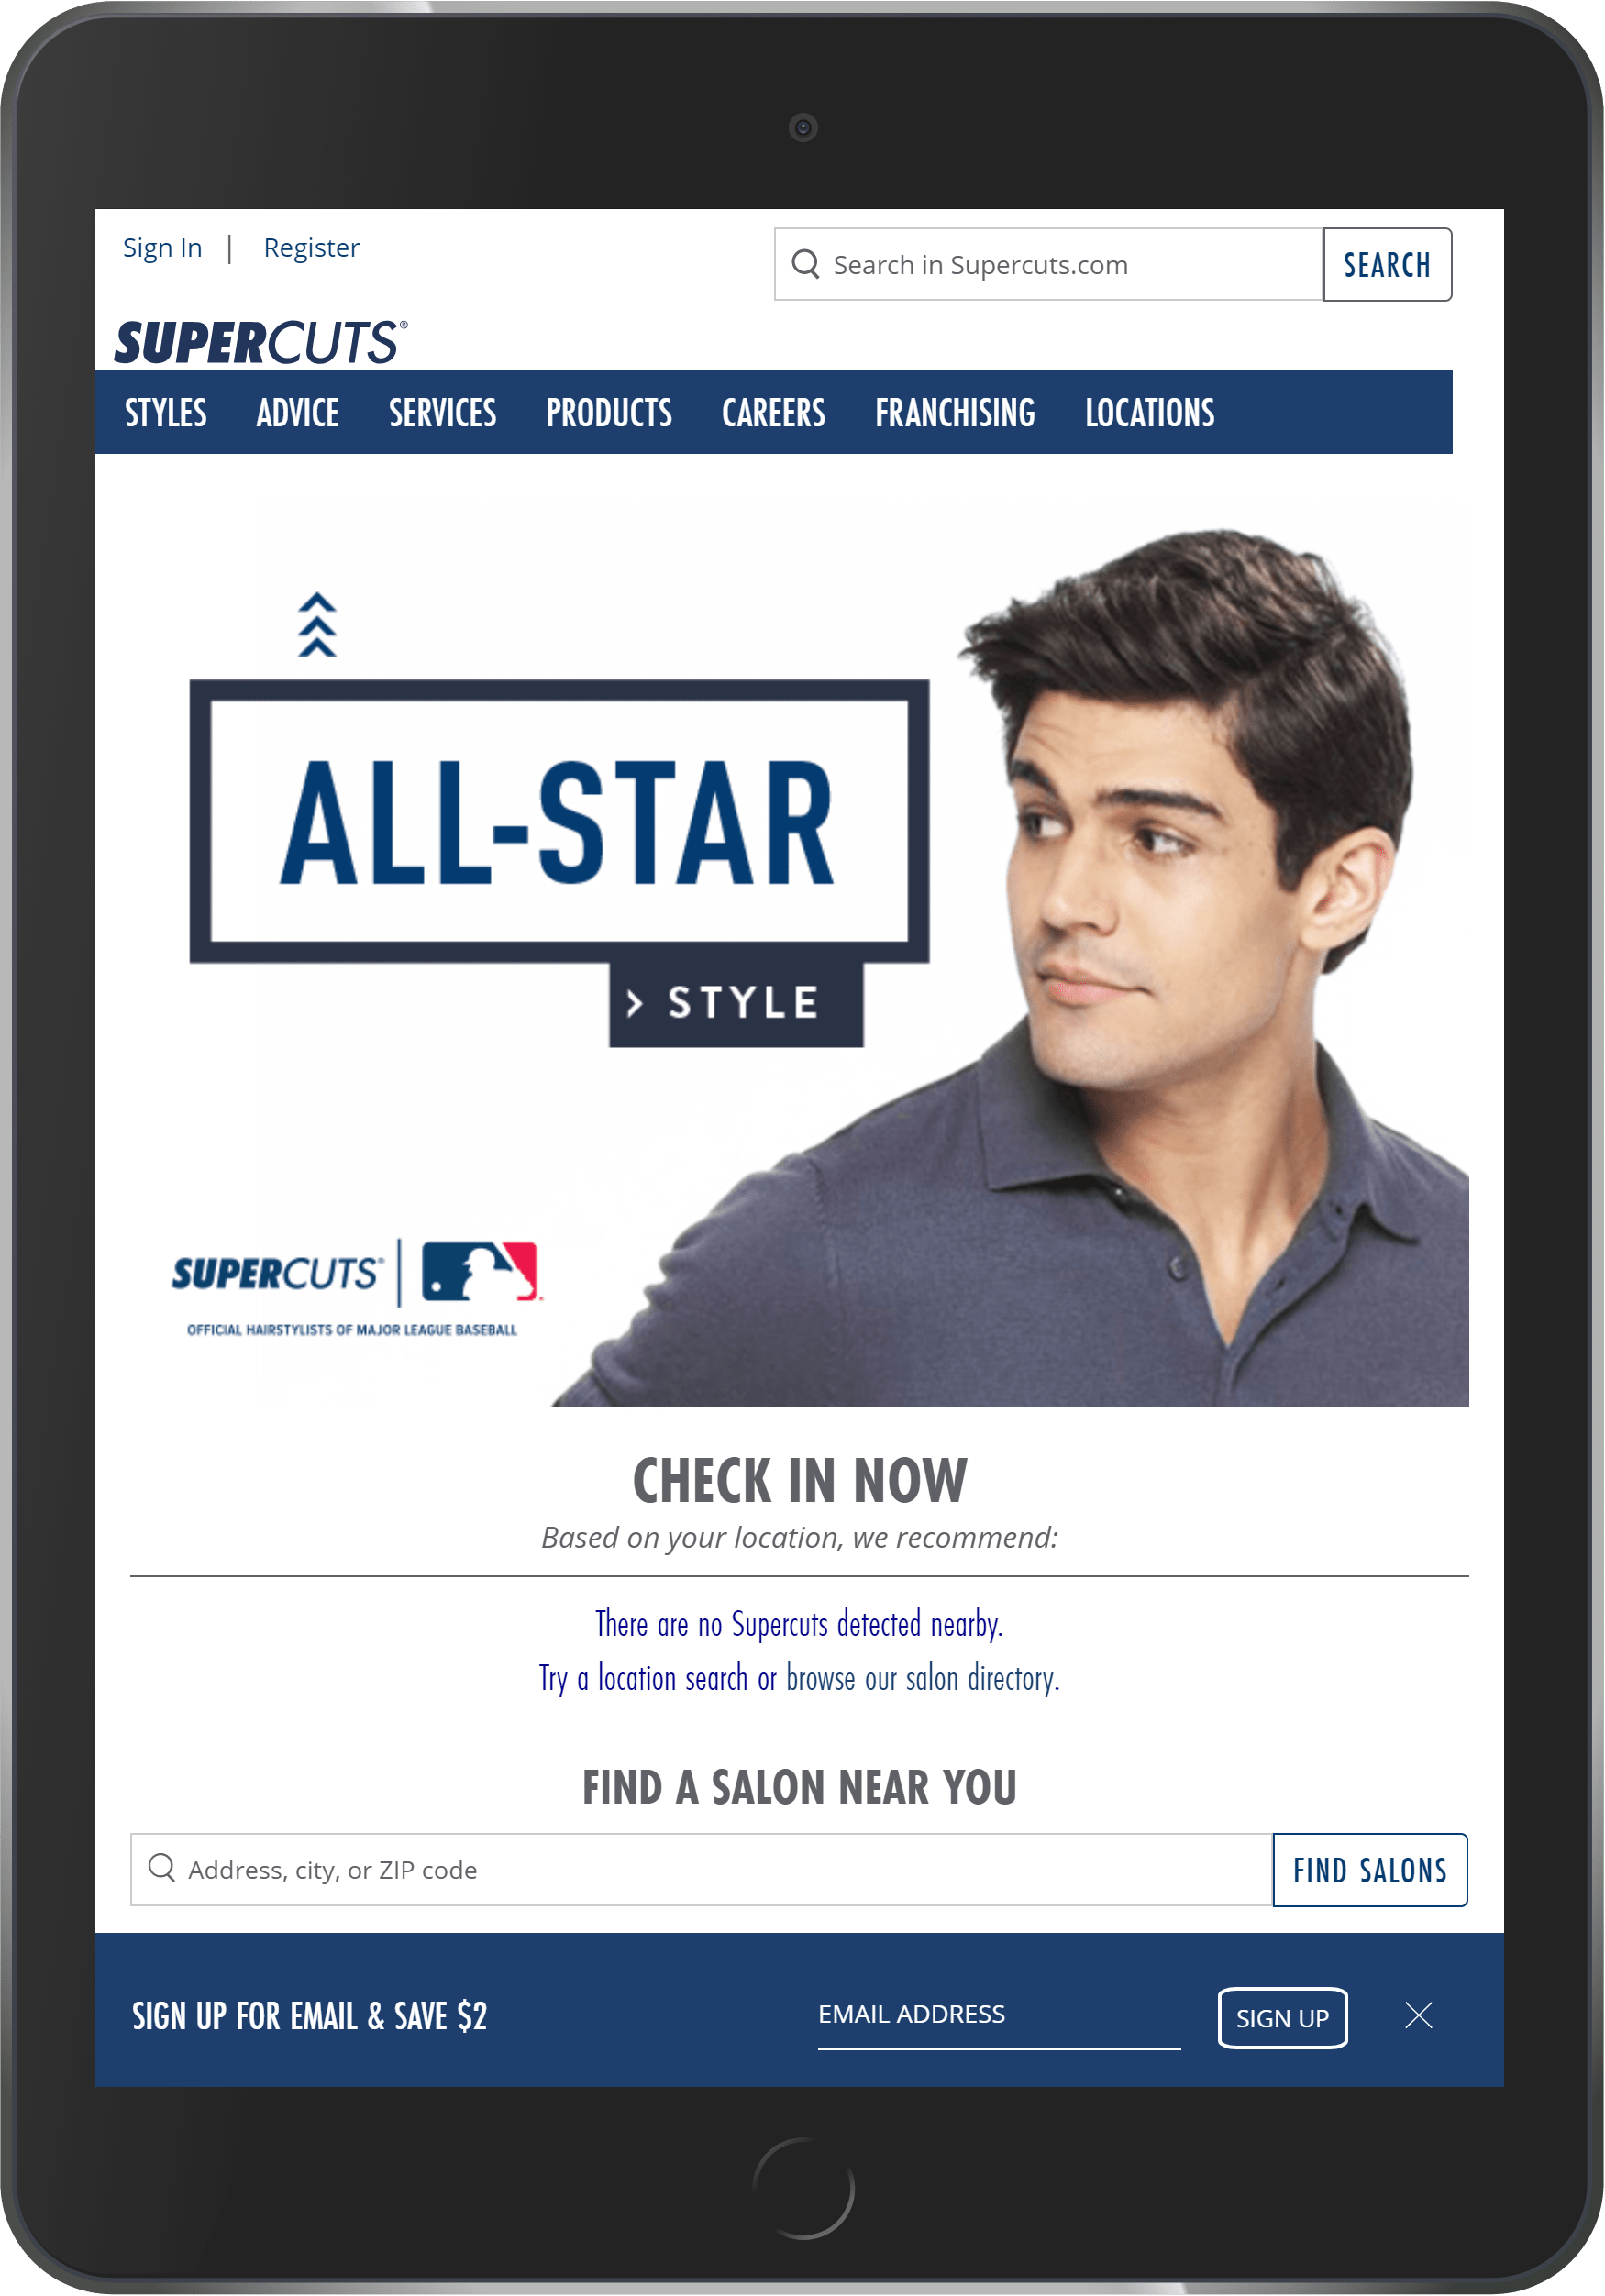 Sign In | Register
Search in Supercuts.com
SEARCH
SUPERCUTS®
STYLES ADVICE SERVICES PRODUCTS CAREERS FRANCHISING LOCATIONS
ALL-STAR
> STYLE
SUPERCUTS®
OFFICIAL HAIRSTYLISTS OF MAJOR LEAGUE BASEBALL
CHECK IN NOW
Based on your location, we recommend:
There are no Supercuts detected nearby.
Try a location search or browse our salon directory.
FIND A SALON NEAR YOU
Address, city, or ZIP code
FIND SALONS
SIGN UP FOR EMAIL & SAVE $2
EMAIL ADDRESS
SIGN UP